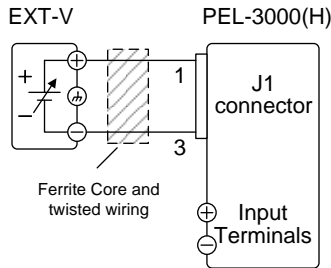 EXT-V
PEL-3000(H)
+
−
+
−
1
3
J1
connector
Ferrite Core and
twisted wiring
+ Input
− Terminals